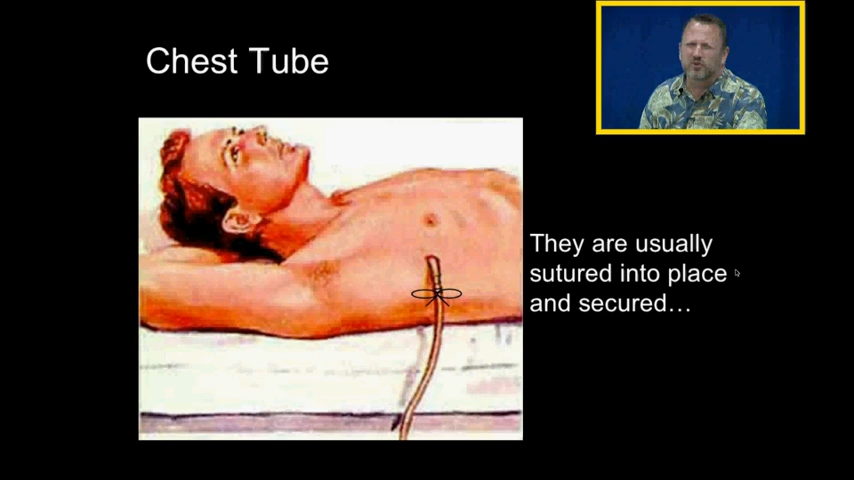 Chest Tube
They are usually
sutured into place
and secured…